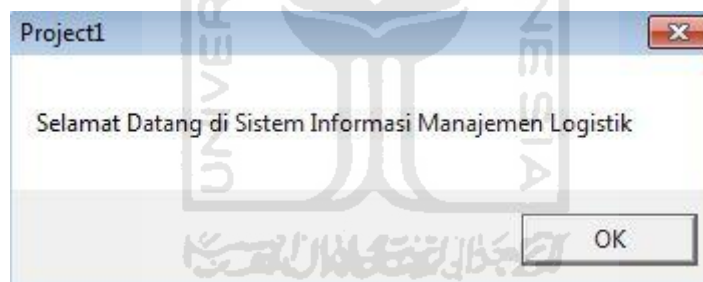 Project1
Selamat Datang di Sistem Informasi Manajemen Logistik
OK